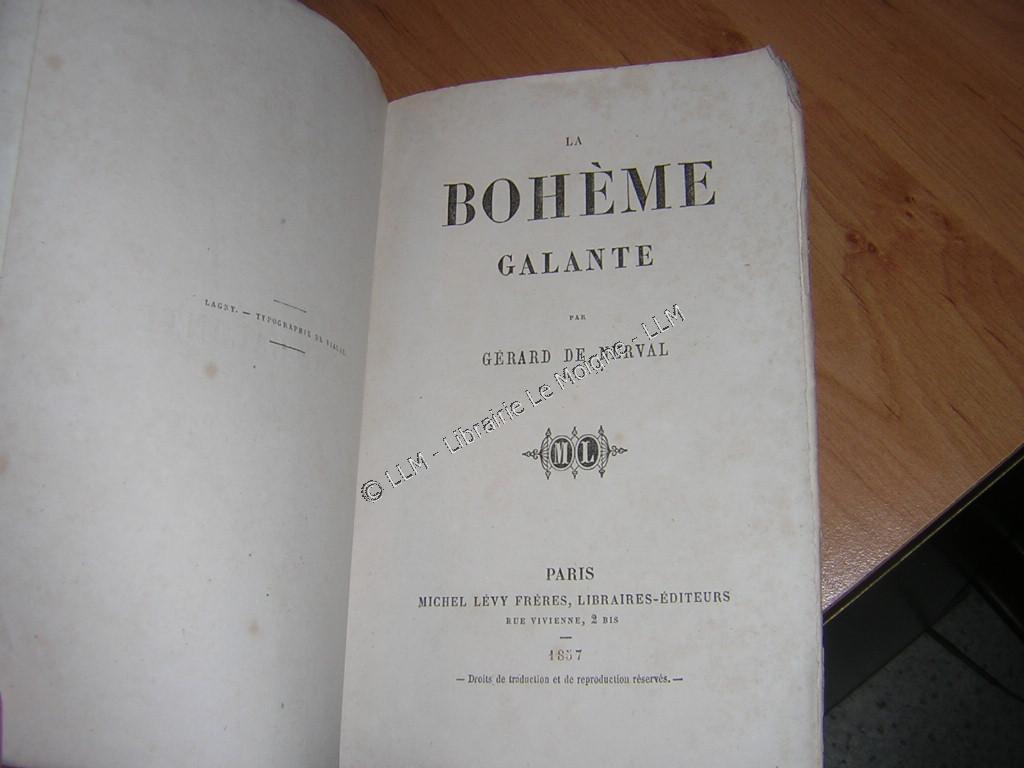 LAGNY. — TYPOGRAPHIE DE VIALAT.
LA
BOHÈME
GALANTE
PAR
GÉRARD DE NERVAL
ML
PARIS
MICHEL LÉVY FRÈRES, LIBRAIRES-ÉDITEURS
RUE VIVIENNE, 2 BIS
1857
— Droits de traduction et de reproduction réservés. —
© LLM - Librairie Le Moigne - LLM